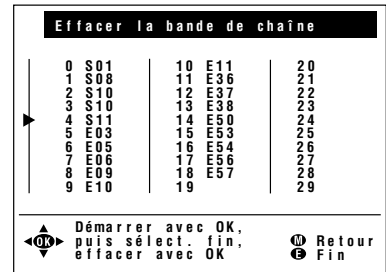 Effacer la bande de chaîne
0 S01 10 E11 20
1 S08 11 E36 21
2 S10 12 E37 22
3 S10 13 E38 23
4 S11 14 E50 24
5 E03 15 E53 25
6 E05 16 E54 26
7 E06 17 E56 27
8 E09 18 E57 28
9 E10 19 29
Démarrer avec OK,
OK puis sélect. fin, M Retour
effacer avec OK E Fin